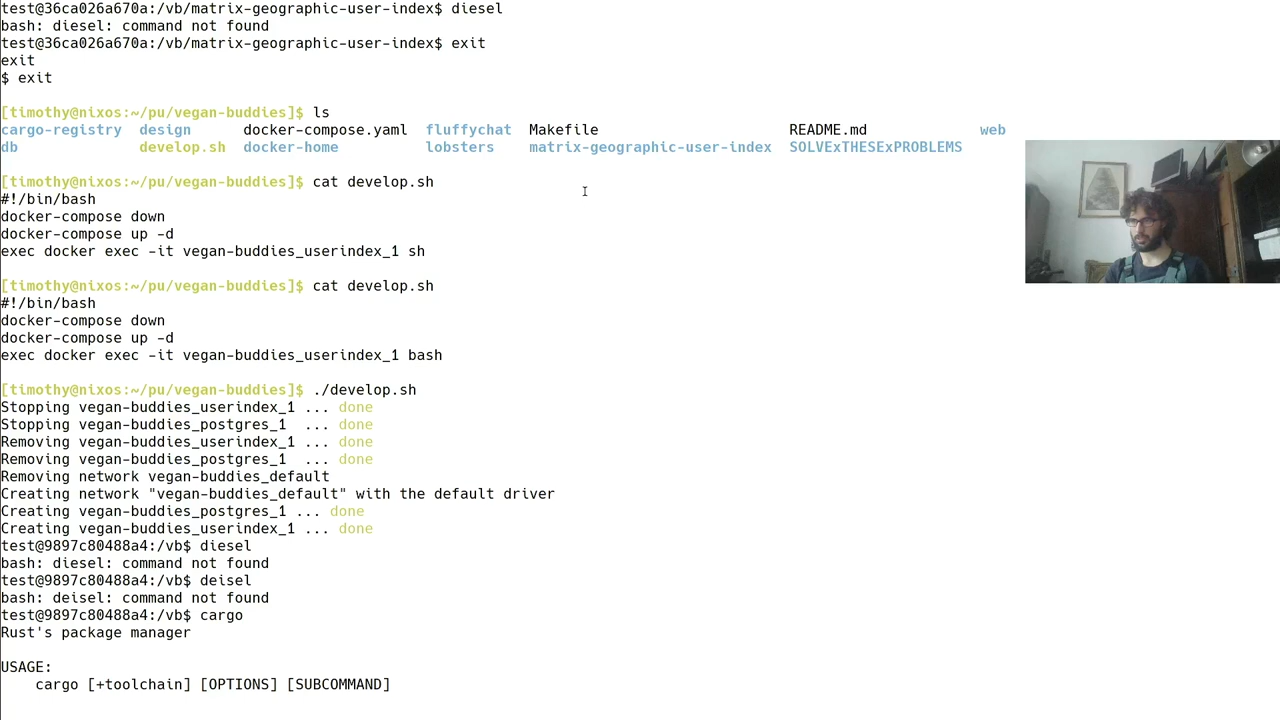 test@36ca026a670a:/vb/matrix-geographic-user-index$ diesel
bash: diesel: command not found
test@36ca026a670a:/vb/matrix-geographic-user-index$ exit
exit
$ exit
[timothy@nixos:~/pu/vegan-buddies]$ ls
cargo-registry  design      docker-compose.yaml  fluffychat  Makefile                      README.md             web
db              develop.sh  docker-home          lobsters    matrix-geographic-user-index  SOLVExTHESExPROBLEMS
[timothy@nixos:~/pu/vegan-buddies]$ cat develop.sh
#!/bin/bash
docker-compose down
docker-compose up -d
exec docker exec -it vegan-buddies_userindex_1 sh
[timothy@nixos:~/pu/vegan-buddies]$ cat develop.sh
#!/bin/bash
docker-compose down
docker-compose up -d
exec docker exec -it vegan-buddies_userindex_1 bash
[timothy@nixos:~/pu/vegan-buddies]$ ./develop.sh
Stopping vegan-buddies_userindex_1 ... done
Stopping vegan-buddies_postgres_1  ... done
Removing vegan-buddies_userindex_1 ... done
Removing vegan-buddies_postgres_1  ... done
Removing network vegan-buddies_default
Creating network "vegan-buddies_default" with the default driver
Creating vegan-buddies_postgres_1 ... done
Creating vegan-buddies_userindex_1 ... done
test@9897c80488a4:/vb$ diesel
bash: diesel: command not found
test@9897c80488a4:/vb$ deisel
bash: deisel: command not found
test@9897c80488a4:/vb$ cargo
Rust's package manager
USAGE:
    cargo [+toolchain] [OPTIONS] [SUBCOMMAND]